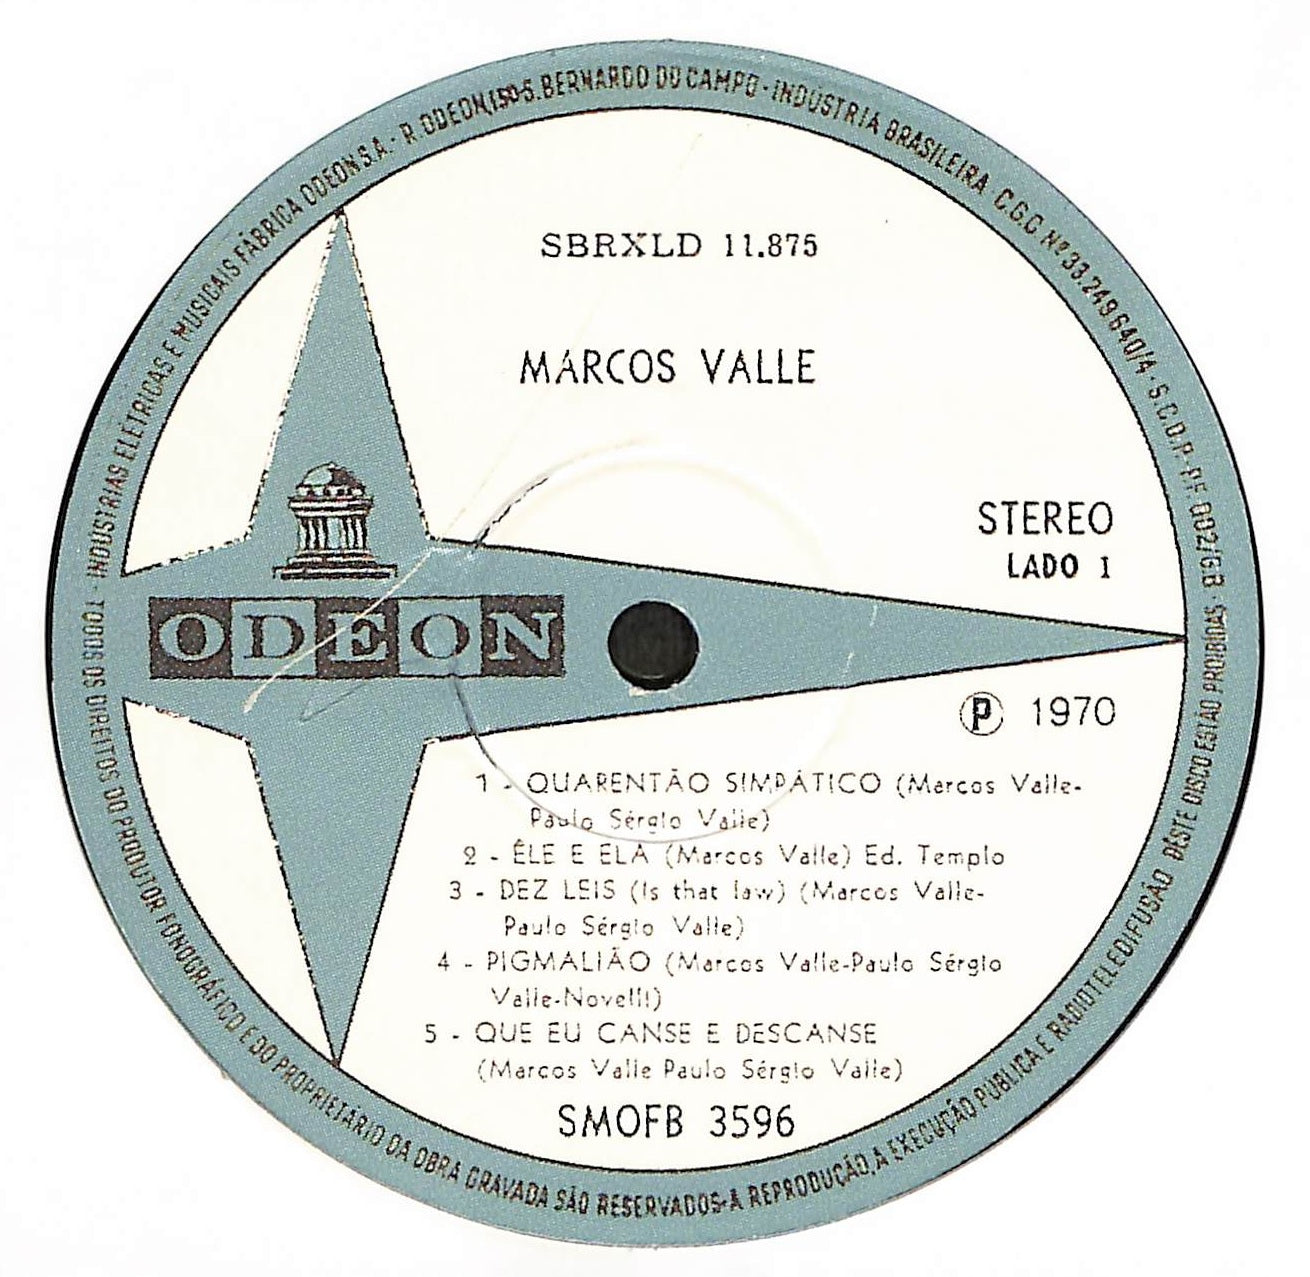 INDUSTRIAS ELÉTRICAS E MUSICAIS FÁBRICA ODEON S.A. - R. ODEON, 150-S. BERNARDO DO CAMPO - INDÚSTRIA BRASILEIRA C.G.C. Nº 33.249.640/4 - S.C.D.P.-D.F. 002/G.B -
TODOS OS DIREITOS DO PRODUTOR FONOGRÁFICO E DO PROPRIETÁRIO DA OBRA GRAVADA SÃO RESERVADOS-A REPRODUÇÃO, A EXECUÇÃO PÚBLICA E RADIOTELEDIFUSÃO DÊSTE DISCO ESTÃO PROIBIDAS -
SBRXLD 11.875
MARCOS VALLE
STEREO
LADO 1
ODEON
℗ 1970
1 - QUARENTÃO SIMPÁTICO (Marcos Valle-
Paulo Sérgio Valle)
2 - ÊLE E ELA (Marcos Valle) Ed. Templo
3 - DEZ LEIS (Is that law) (Marcos Valle-
Paulo Sérgio Valle)
4 - PIGMALIÃO (Marcos Valle-Paulo Sérgio
Valle-Novelli)
5 - QUE EU CANSE E DESCANSE
(Marcos Valle Paulo Sérgio Valle)
SMOFB 3596